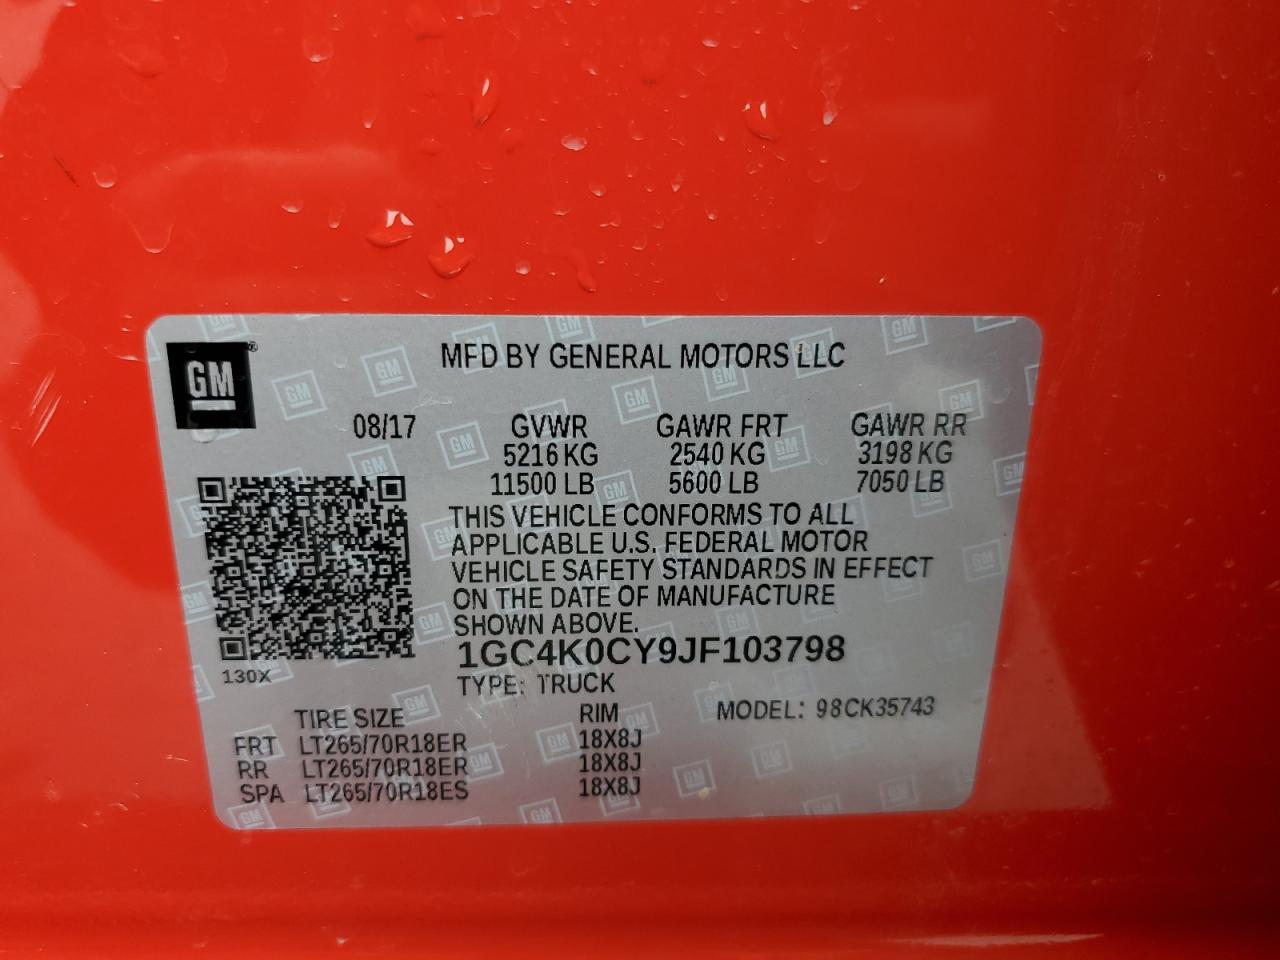 GM
MFD BY GENERAL MOTORS LLC
08/17 GVWR GAWR FRT GAWR RR
5216 KG 2540 KG 3198 KG
11500 LB 5600 LB 7050 LB
THIS VEHICLE CONFORMS TO ALL
APPLICABLE U.S. FEDERAL MOTOR
VEHICLE SAFETY STANDARDS IN EFFECT
ON THE DATE OF MANUFACTURE
SHOWN ABOVE.
1GC4K0CY9JF103798
130X
TYPE: TRUCK
TIRE SIZE RIM MODEL: 98CK35743
FRT LT265/70R18ER 18X8J
RR LT265/70R18ER 18X8J
SPA LT265/70R18ES 18X8J